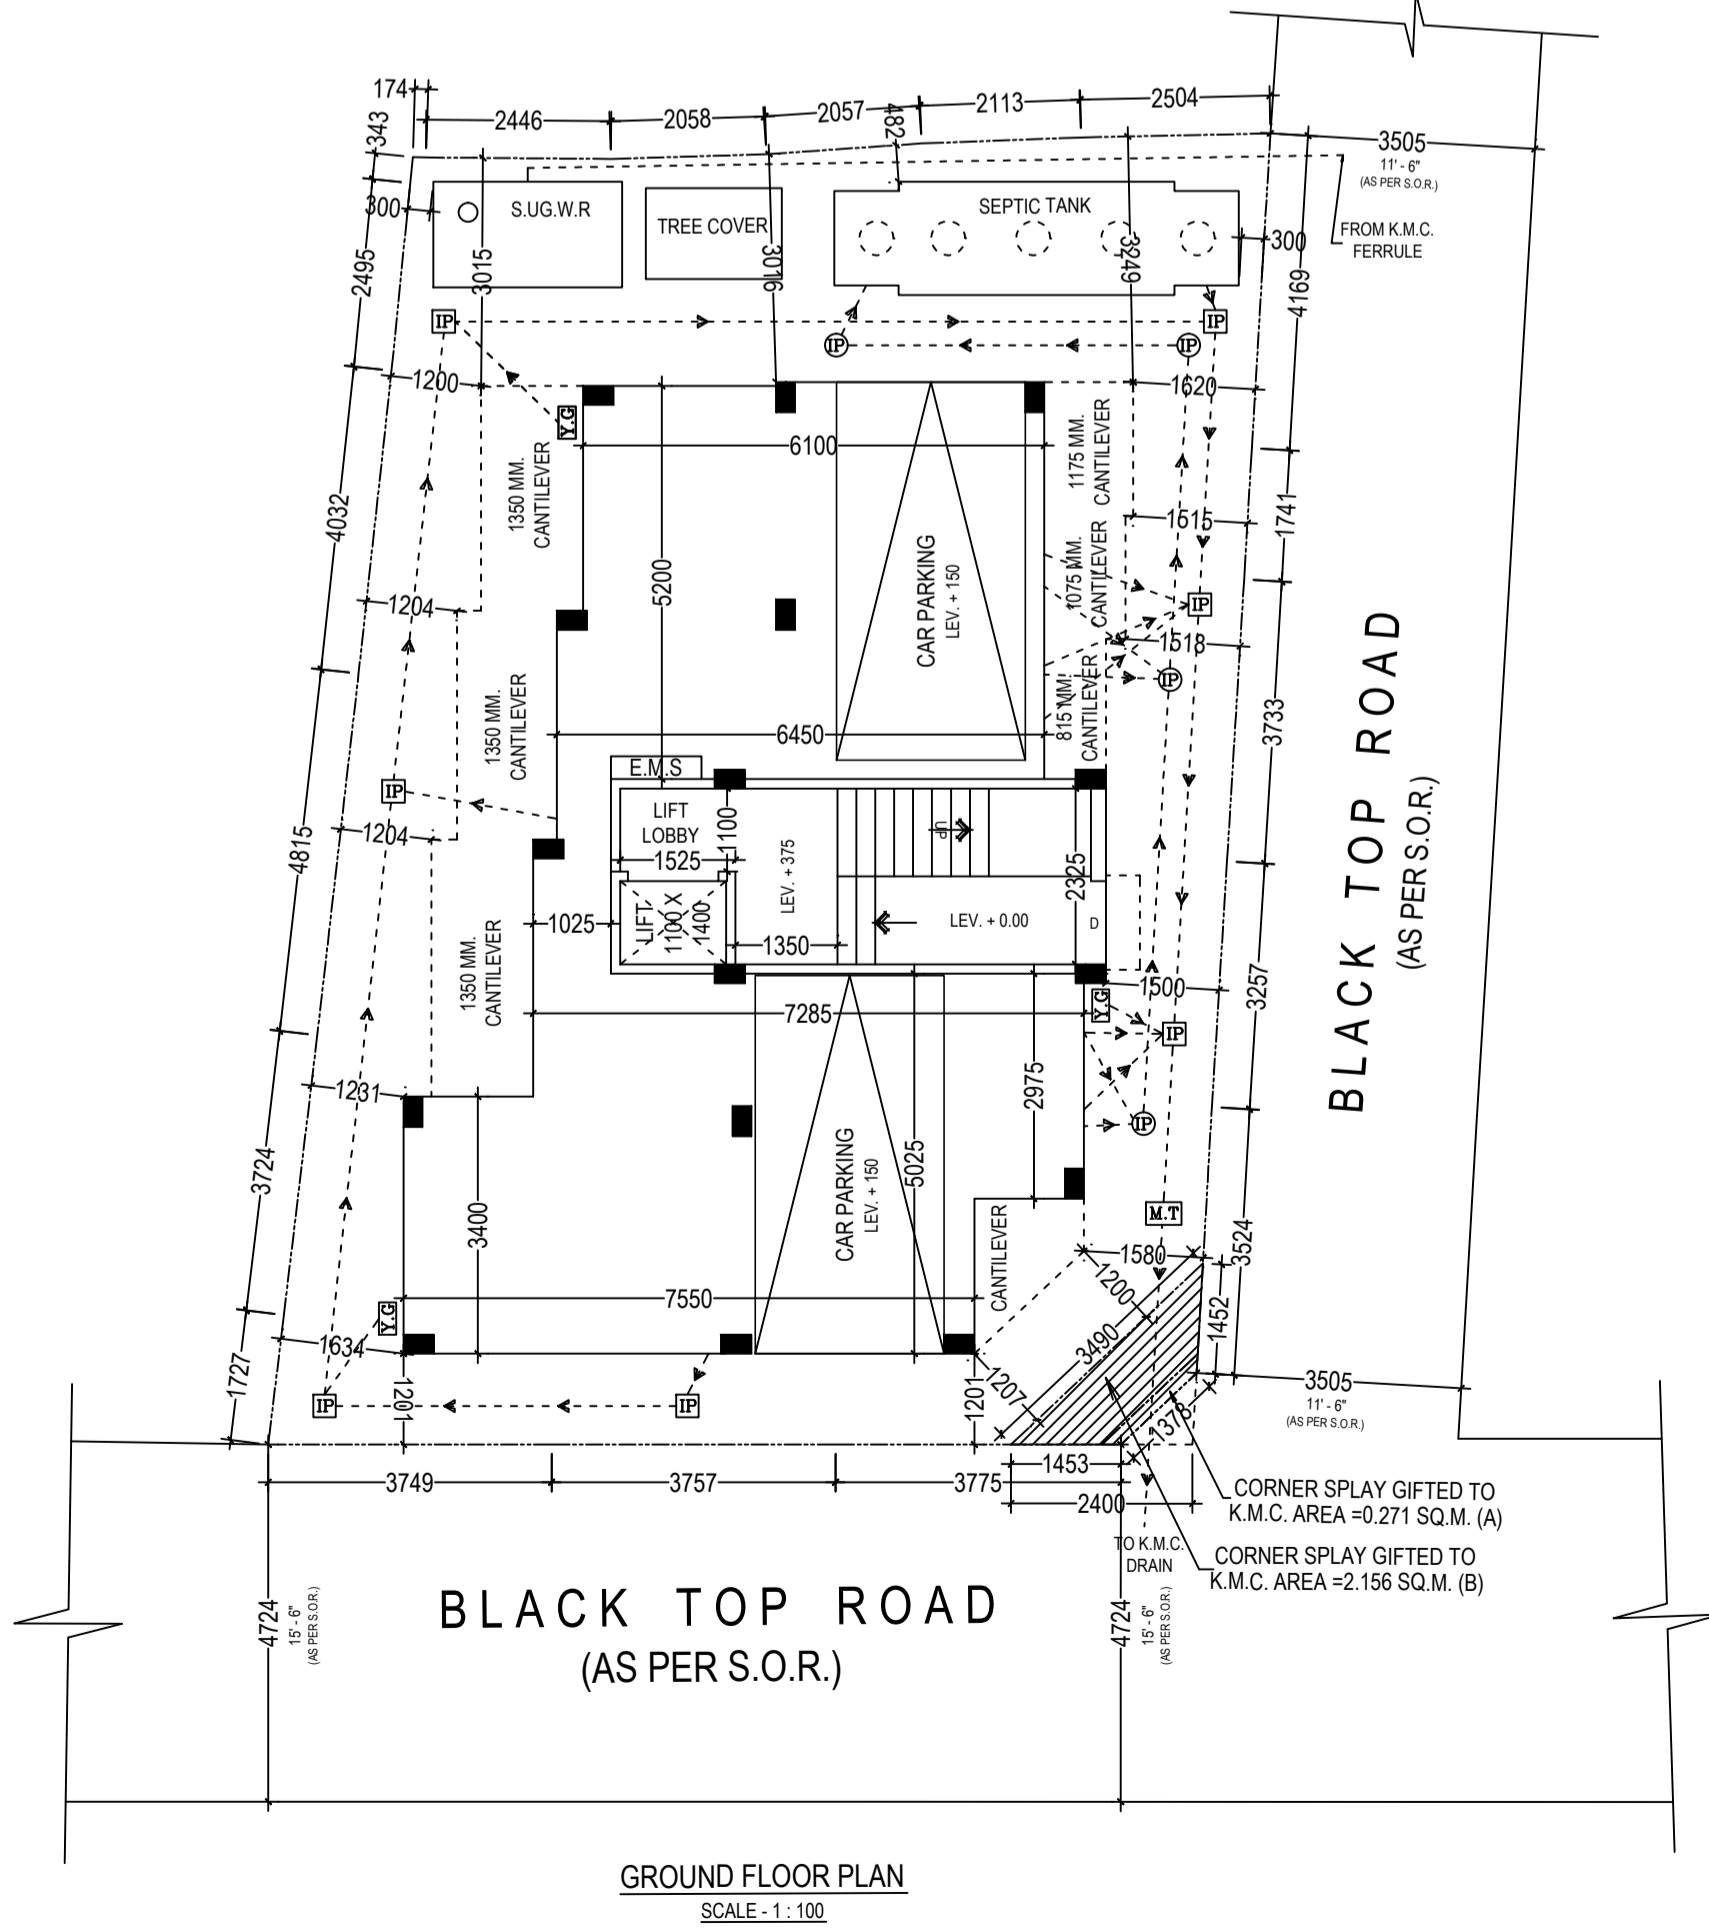 174
2446
2058
2057
482
2113
2504
343
3505
11' - 6"
(AS PER S.O.R.)
300
S.UG.W.R
TREE COVER
SEPTIC TANK
300
FROM K.M.C.
FERRULE
2495
3015
3016
3249
4169
IP
IP
IP
IP
1200
1620
Y.G
6100
1350 MM.
CANTILEVER
1175 MM.
CANTILEVER
4032
1615
1741
5200
CAR PARKING
LEV. + 150
1075 MM.
CANTILEVER
1204
IP
1518
IP
1350 MM.
CANTILEVER
815 MM.
CANTILEVER
3733
6450
E.M.S
IP
LIFT
LOBBY
1100
UP
1204
4815
1525
LEV. + 375
2325
1025
LIFT
1100 X
1400
1350
LEV. + 0.00
D
1350 MM.
CANTILEVER
1500
3257
7285
Y.G
IP
1231
2975
IP
BLACK TOP ROAD
(AS PER S.O.R.)
3724
3400
CAR PARKING
LEV. + 150
5025
M.T
CANTILEVER
1580
3524
1200
7550
1452
Y.G
1634
3490
1727
3505
11' - 6"
(AS PER S.O.R.)
IP
1201
IP
1201
1207
1378
1453
3749
3757
3775
2400
CORNER SPLAY GIFTED TO
K.M.C. AREA =0.271 SQ.M. (A)
TO K.M.C.
DRAIN
CORNER SPLAY GIFTED TO
K.M.C. AREA =2.156 SQ.M. (B)
4724
15' - 6"
(AS PER S.O.R.)
BLACK TOP ROAD
(AS PER S.O.R.)
4724
15' - 6"
(AS PER S.O.R.)
GROUND FLOOR PLAN
SCALE - 1 : 100